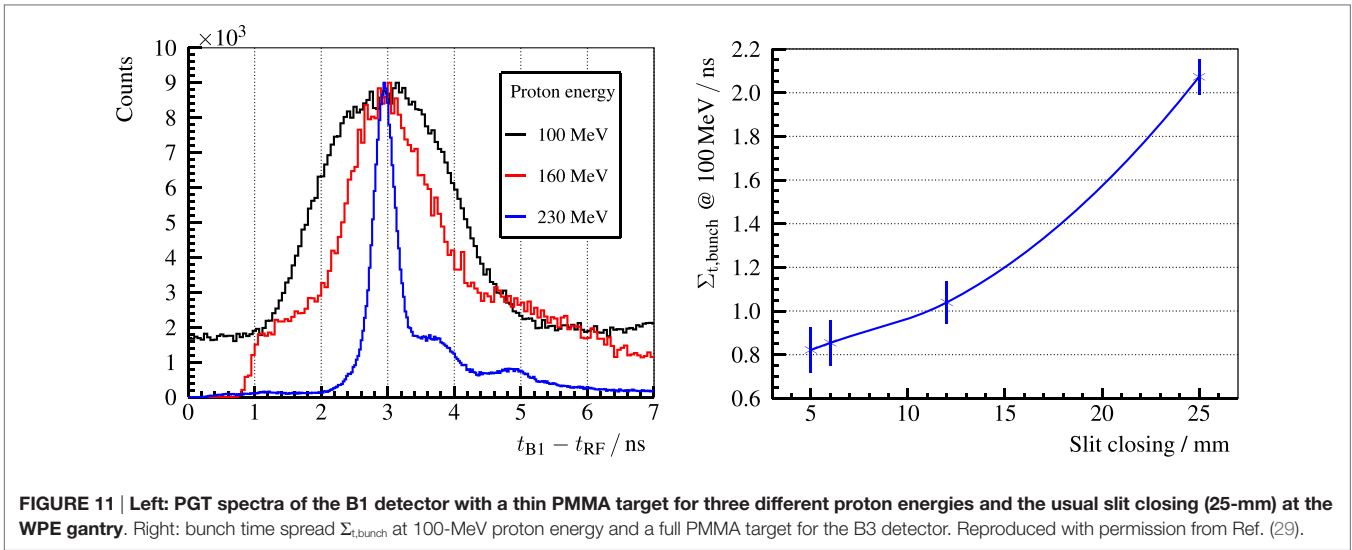 ×10³
10
9
8
7
6
5
4
3
2
1
0
Counts
Proton energy
100 MeV
160 MeV
230 MeV
0 1 2 3 4 5 6 7
t_B1 − t_RF / ns
2.2
2.0
1.8
1.6
1.4
1.2
1.0
0.8
0.6
Σ_t,bunch @ 100 MeV / ns
5 10 15 20 25
Slit closing / mm
FIGURE 11 | Left: PGT spectra of the B1 detector with a thin PMMA target for three different proton energies and the usual slit closing (25-mm) at the
WPE gantry. Right: bunch time spread Σ_t,bunch at 100-MeV proton energy and a full PMMA target for the B3 detector. Reproduced with permission from Ref. (29).